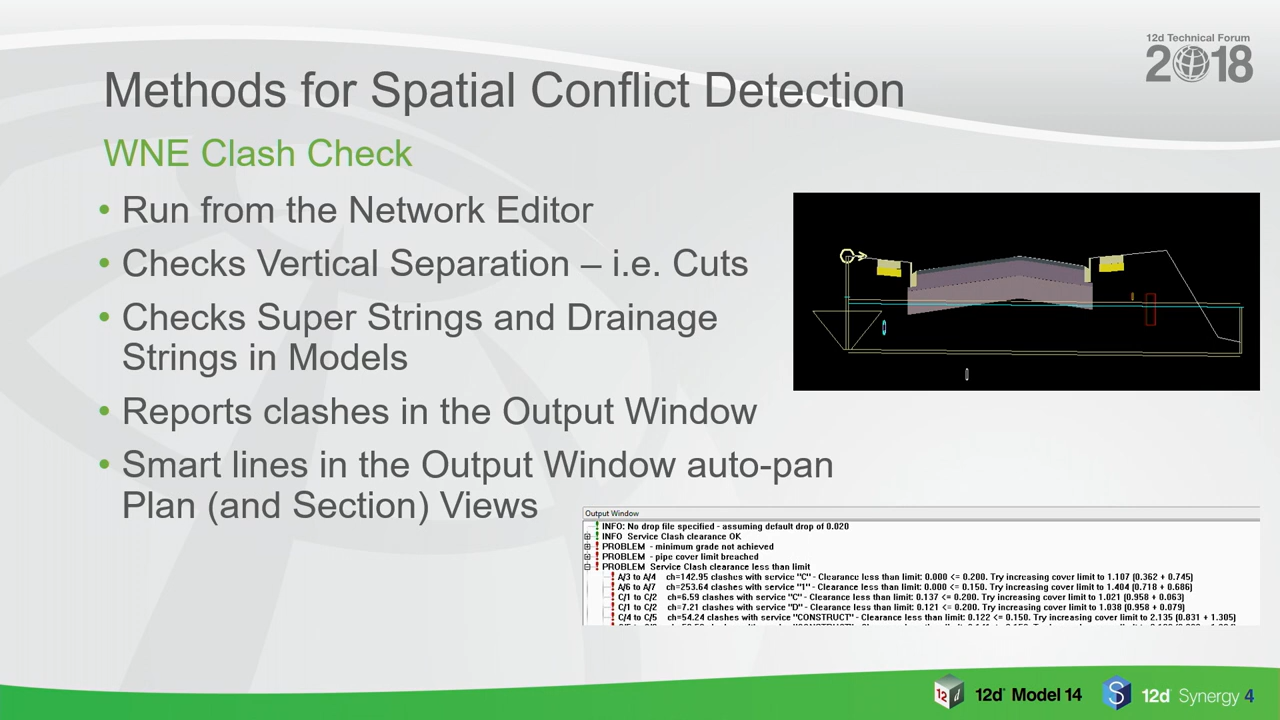 12d Technical Forum
2018
Methods for Spatial Conflict Detection
WNE Clash Check
• Run from the Network Editor
• Checks Vertical Separation – i.e. Cuts
• Checks Super Strings and Drainage
Strings in Models
• Reports clashes in the Output Window
• Smart lines in the Output Window auto-pan
Plan (and Section) Views
Output Window
INFO: No drop file specified - assuming default drop of 0.020
INFO Service Clash clearance OK
PROBLEM - minimum grade not achieved
PROBLEM - pipe cover limit breached
PROBLEM Service Clash clearance less than limit
A/3 to A/4 ch=142.95 clashes with service "C" - Clearance less than limit: 0.000 <= 0.200. Try increasing cover limit to 1.107 (0.362 + 0.745)
A/6 to A/7 ch=253.64 clashes with service "1" - Clearance less than limit: 0.000 <= 0.150. Try increasing cover limit to 1.404 (0.718 + 0.686)
C/1 to C/2 ch=6.59 clashes with service "C" - Clearance less than limit: 0.137 <= 0.200. Try increasing cover limit to 1.021 (0.958 + 0.063)
C/1 to C/2 ch=7.21 clashes with service "D" - Clearance less than limit: 0.121 <= 0.200. Try increasing cover limit to 1.038 (0.958 + 0.079)
C/4 to C/5 ch=54.24 clashes with service "CONSTRUCT" - Clearance less than limit: 0.122 <= 0.150. Try increasing cover limit to 2.135 (0.831 + 1.305)
12 d 12d® Model 14 S 12d® Synergy 4